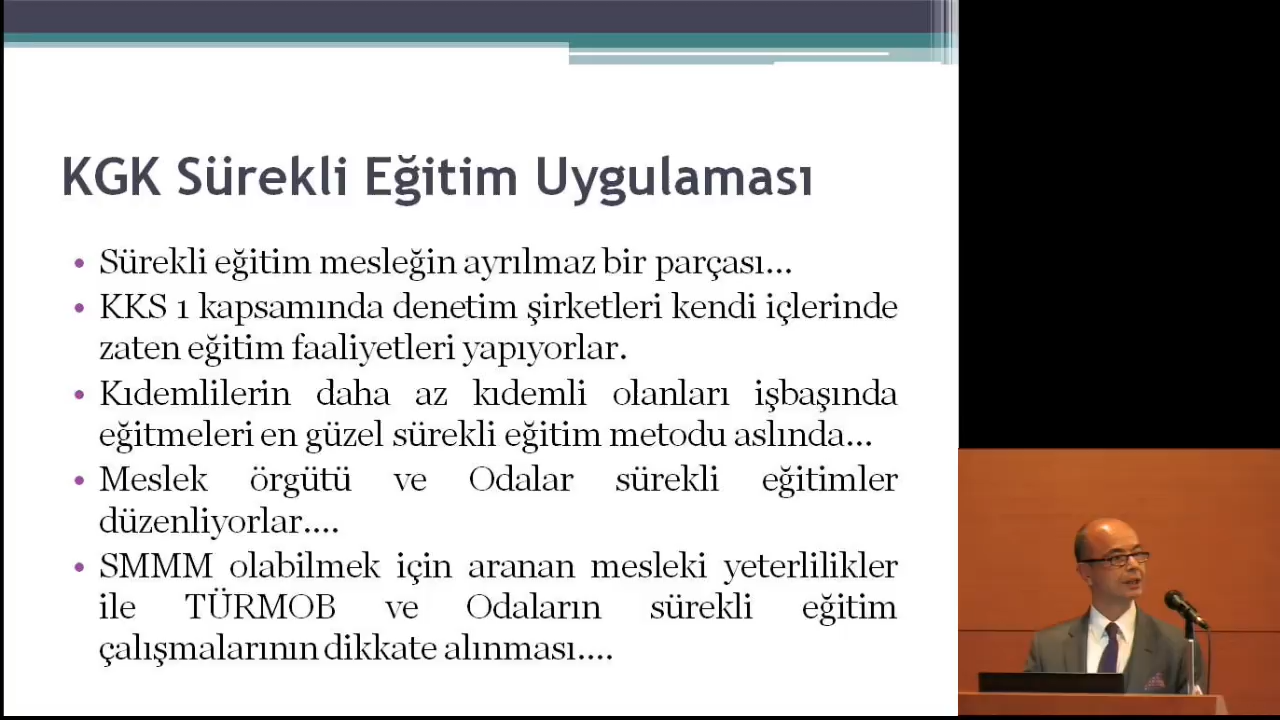 KGK Sürekli Eğitim Uygulaması
• Sürekli eğitim mesleğin ayrılmaz bir parçası...
• KKS 1 kapsamında denetim şirketleri kendi içlerinde
zaten eğitim faaliyetleri yapıyorlar.
• Kıdemlilerin daha az kıdemli olanları işbaşında
eğitmeleri en güzel sürekli eğitim metodu aslında...
• Meslek örgütü ve Odalar sürekli eğitimler
düzenliyorlar....
• SMMM olabilmek için aranan mesleki yeterlilikler
ile TÜRMOB ve Odaların sürekli eğitim
çalışmalarının dikkate alınması....